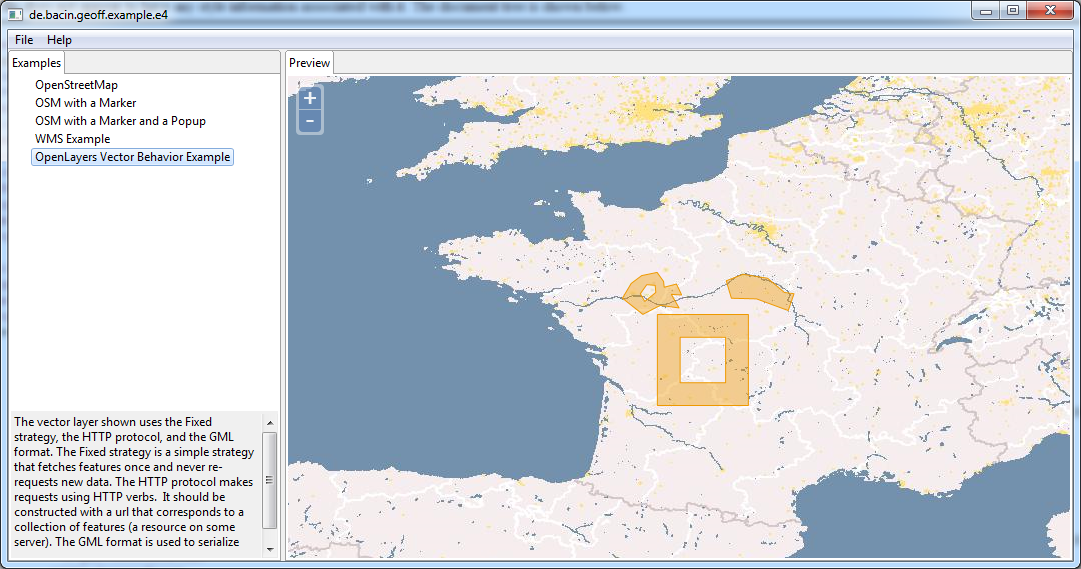 de.bacin.geoff.example.e4
File Help
Examples
OpenStreetMap
OSM with a Marker
OSM with a Marker and a Popup
WMS Example
OpenLayers Vector Behavior Example
The vector layer shown uses the Fixed
strategy, the HTTP protocol, and the GML
format. The Fixed strategy is a simple strategy
that fetches features once and never re-
requests new data. The HTTP protocol makes
requests using HTTP verbs.  It should be
constructed with a url that corresponds to a
collection of features (a resource on some
server). The GML format is used to serialize
Preview
+
−